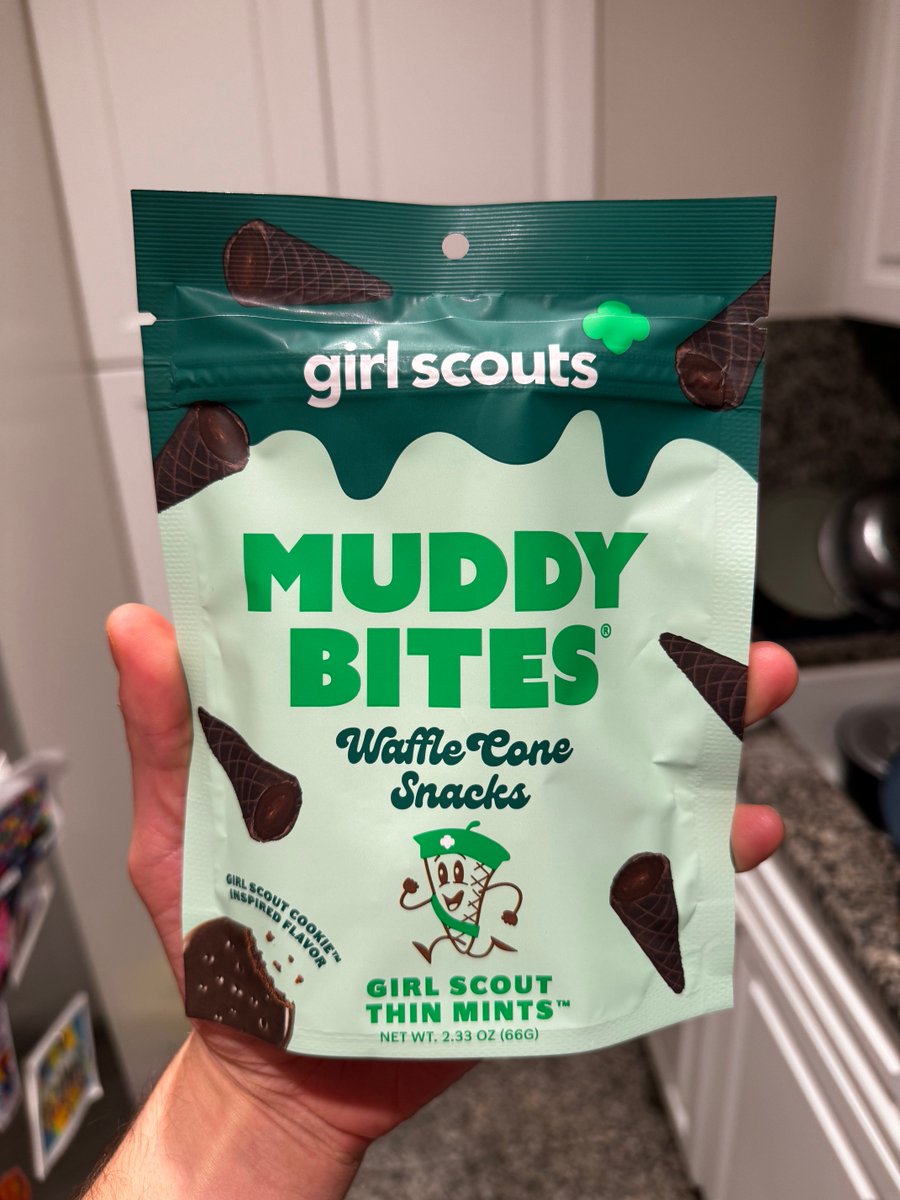 girl scouts
MUDDY
BITES®
Waffle Cone
Snacks
GIRL SCOUT COOKIE™
INSPIRED FLAVOR
GIRL SCOUT
THIN MINTS™
NET WT. 2.33 OZ (66G)